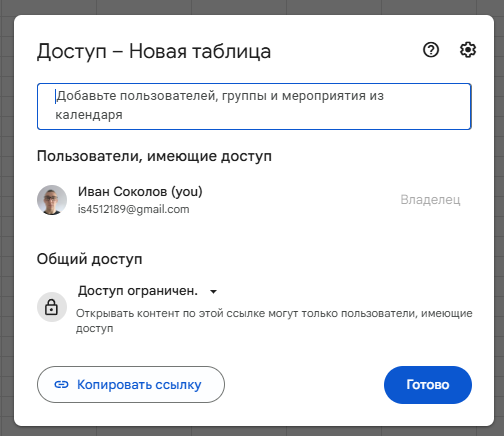 Доступ – Новая таблица
Добавьте пользователей, группы и мероприятия из
календаря
Пользователи, имеющие доступ
Иван Соколов (you)
is4512189@gmail.com
Владелец
Общий доступ
Доступ ограничен.
Открывать контент по этой ссылке могут только пользователи, имеющие
доступ
Копировать ссылку
Готово